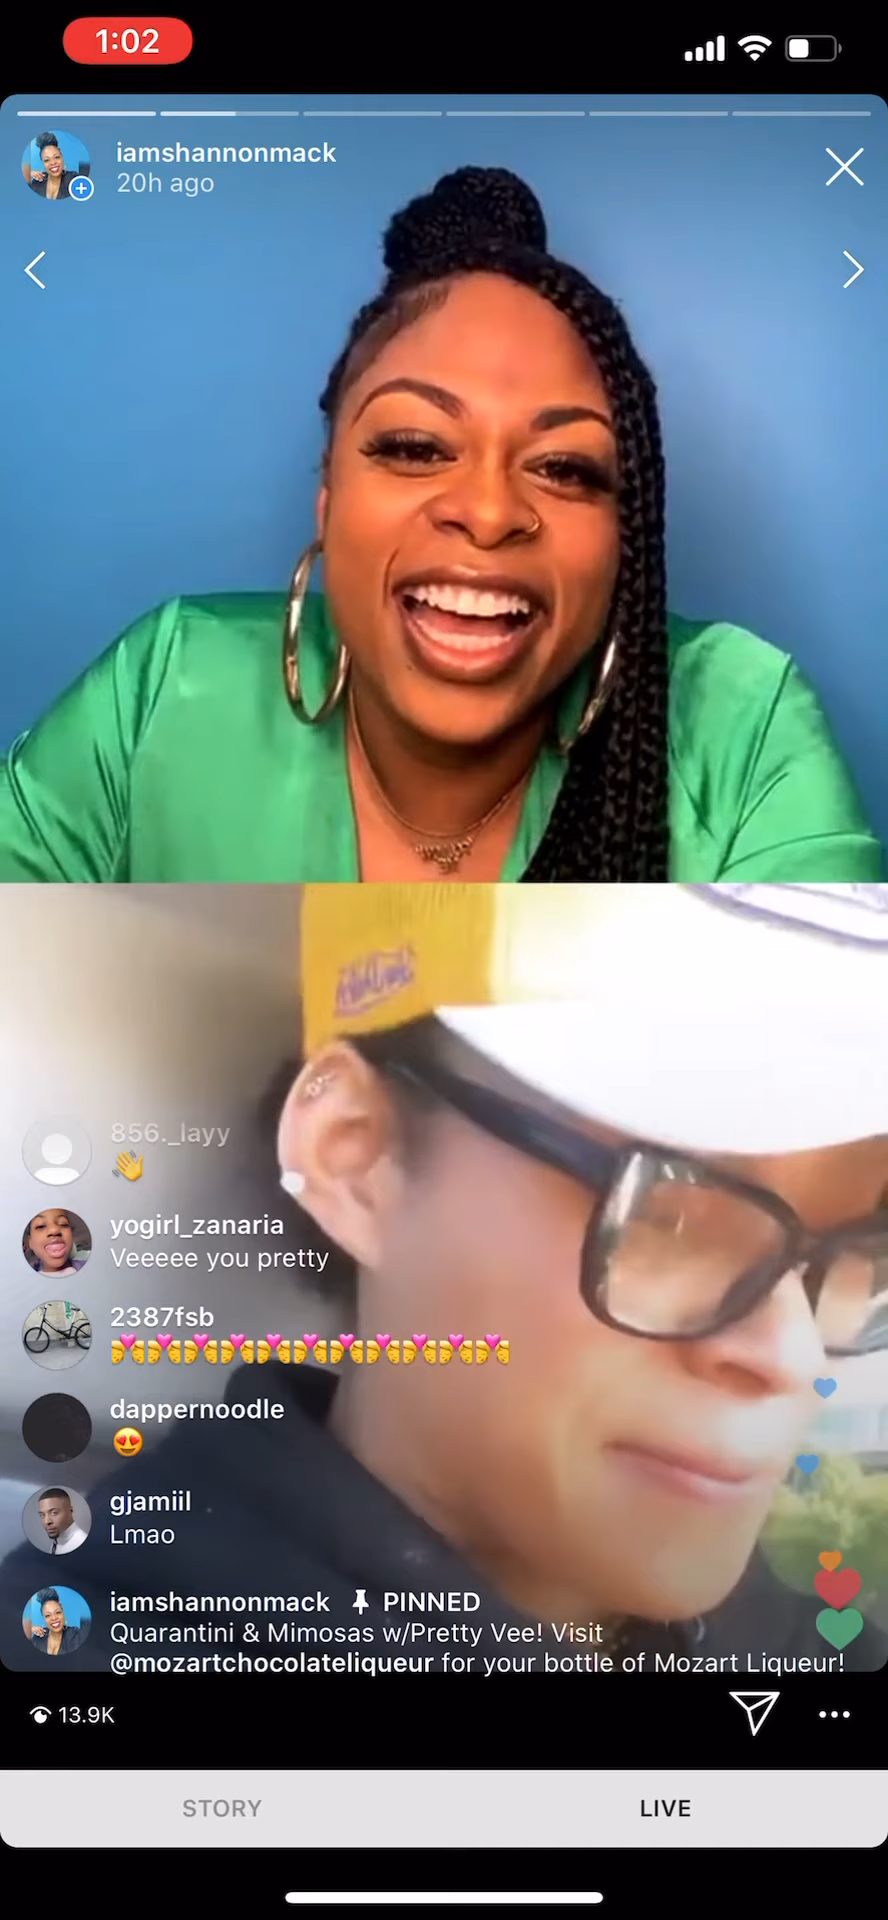 1:02
iamshannonmack
20h ago
856._layy
👋
yogirl_zanaria
Veeeee you pretty
2387fsb
dappernoodle
😍
gjamiil
Lmao
iamshannonmack PINNED
Quarantini & Mimosas w/Pretty Vee! Visit
@mozartchocolateliqueur for your bottle of Mozart Liqueur!
13.9K
STORY
LIVE